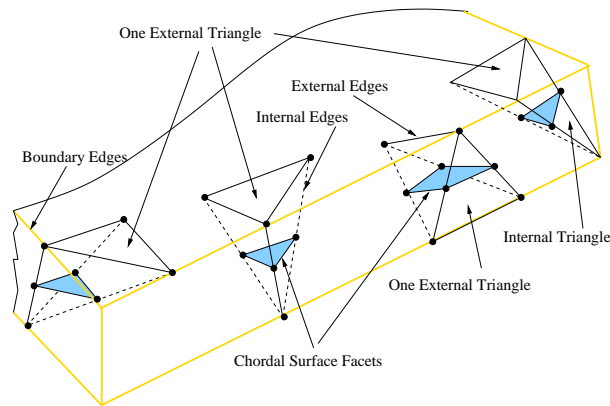 One External Triangle
External Edges
Internal Edges
Boundary Edges
Internal Triangle
One External Triangle
Chordal Surface Facets